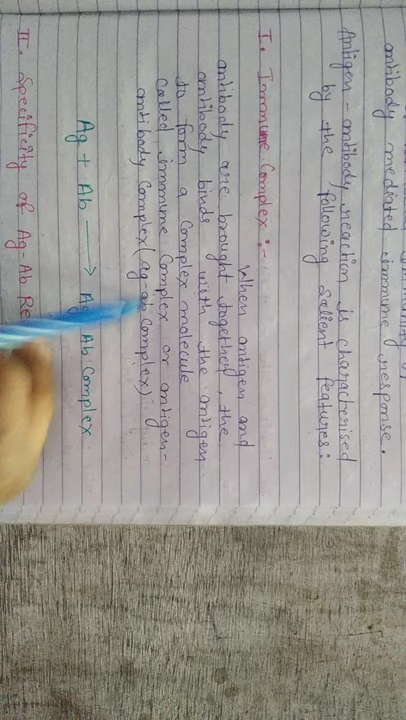 antibody mediated immune response.
Antigen - antibody reaction is characterised
by the following salient features:
I. Immune Complex :-
When antigen and
antibody are brought together, the
antibody binds with the antigen
to form a complex molecule
called immune complex or antigen-
antibody complex (ag-ab complex).
Ag + Ab → Ab Complex
II. Specificity of Ag-Ab Re